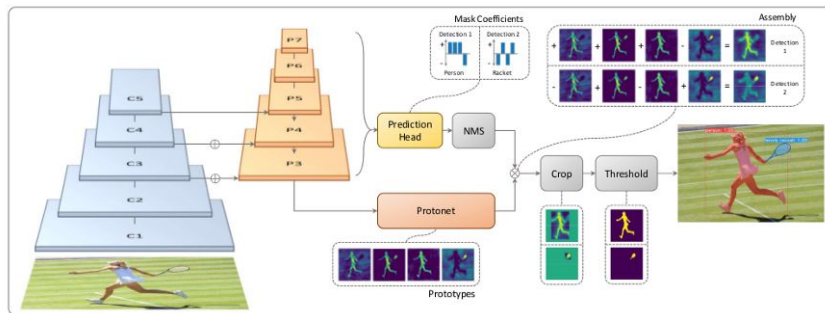 Mask Coefficients
Detection 1
Detection 2
+
-
+
-
Person
Racket
Assembly
+ + + - =
Detection
1
- + - + =
Detection
2
P7
P6
P5
P4
P3
C5
C4
C3
C2
C1
Prediction
Head
NMS
Crop
Threshold
Protonet
Prototypes